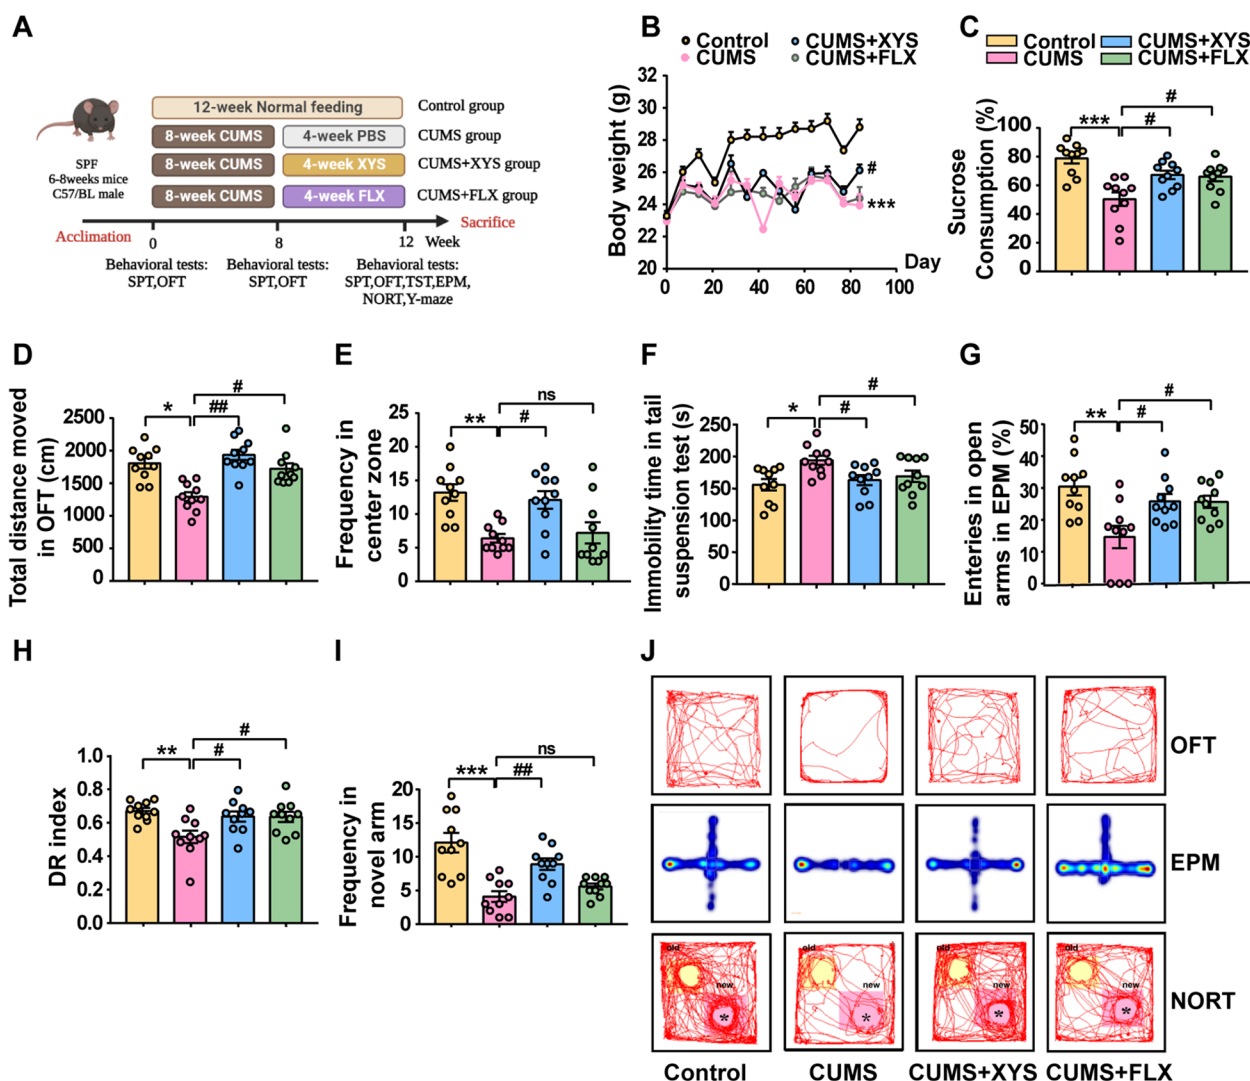 A
12-week Normal feeding
Control group
8-week CUMS
4-week PBS
CUMS group
8-week CUMS
4-week XYS
CUMS+XYS group
8-week CUMS
4-week FLX
CUMS+FLX group
SPF
6-8weeks mice
C57/BL male
Acclimation
Sacrifice
0
8
12
Week
Behavioral tests:
SPT,OFT
Behavioral tests:
SPT,OFT
Behavioral tests:
SPT,OFT,TST,EPM,
NORT,Y-maze
B
Control
CUMS
CUMS+XYS
CUMS+FLX
Body weight (g)
32
30
28
26
24
22
20
0
20
40
60
80
100
Day
#
***
C
Control
CUMS
CUMS+XYS
CUMS+FLX
Sucrose
Consumption (%)
100
80
60
40
20
0
***
#
#
D
Total distance moved
in OFT (cm)
2500
2000
1500
1000
500
0
*
##
#
E
Frequency in
center zone
25
20
15
10
5
0
**
#
ns
F
Immobility time in tail
suspension test (s)
250
200
150
100
50
0
*
#
#
G
Enteries in open
arms in EPM (%)
50
40
30
20
10
0
**
#
#
H
DR index
1.0
0.8
0.6
0.4
0.2
0.0
**
#
#
I
Frequency in
novel arm
20
15
10
5
0
***
##
ns
J
OFT
EPM
old
new
*
old
new
*
old
new
*
old
new
*
NORT
Control
CUMS
CUMS+XYS
CUMS+FLX